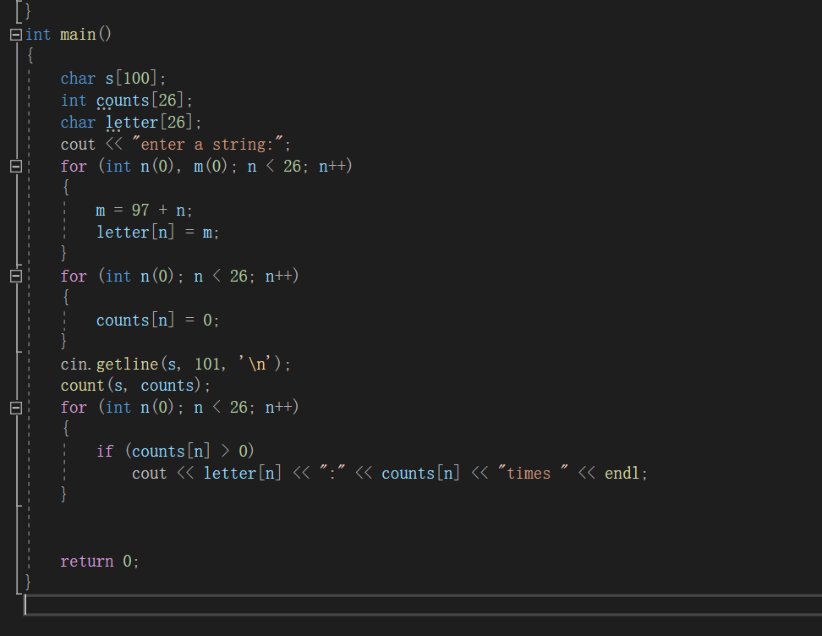 }
int main()
{
char s[100];
int counts[26];
char letter[26];
cout << "enter a string:";
for (int n(0), m(0); n < 26; n++)
{
m = 97 + n;
letter[n] = m;
}
for (int n(0); n < 26; n++)
{
counts[n] = 0;
}
cin.getline(s, 101, '\n');
count(s, counts);
for (int n(0); n < 26; n++)
{
if (counts[n] > 0)
cout << letter[n] << ":" << counts[n] << "times " << endl;
}
return 0;
}